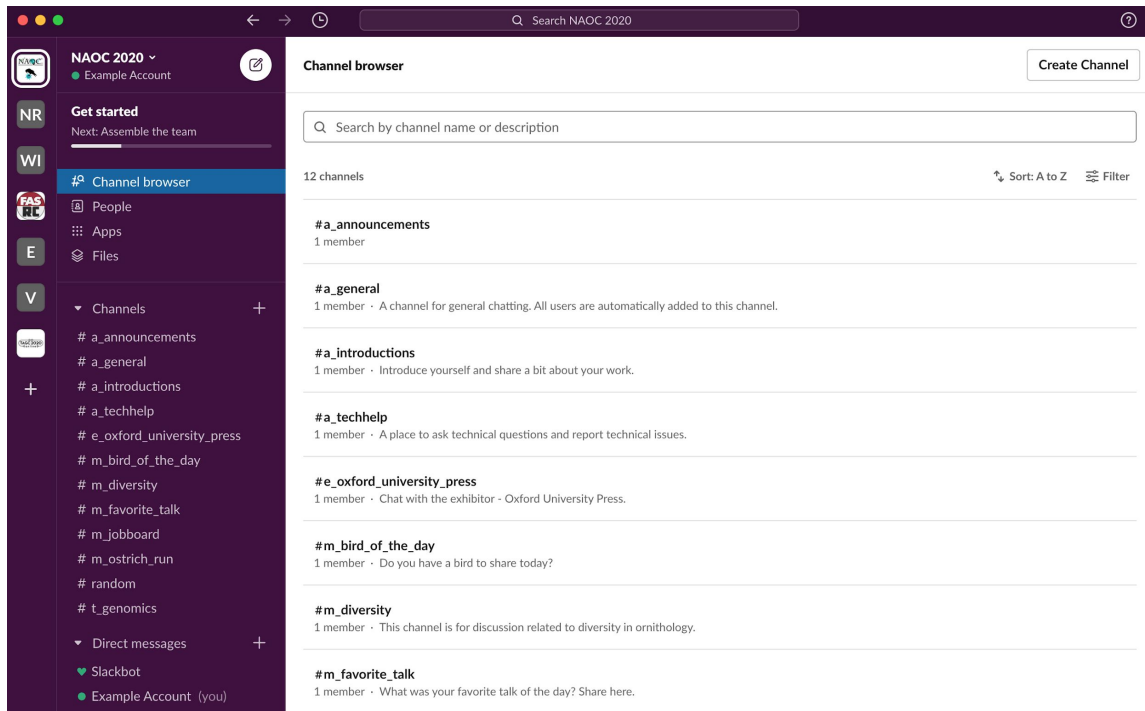 Search NAOC 2020
NAOC
NR
WI
FAS
RC
E
V
NAOC 2020
Example Account
Get started
Next: Assemble the team
Channel browser
People
Apps
Files
Channels
# a_announcements
# a_general
# a_introductions
# a_techhelp
# e_oxford_university_press
# m_bird_of_the_day
# m_diversity
# m_favorite_talk
# m_jobboard
# m_ostrich_run
# random
# t_genomics
Direct messages
Slackbot
Example Account (you)
Channel browser
Create Channel
Search by channel name or description
12 channels
Sort: A to Z
Filter
#a_announcements
1 member
#a_general
1 member · A channel for general chatting. All users are automatically added to this channel.
#a_introductions
1 member · Introduce yourself and share a bit about your work.
#a_techhelp
1 member · A place to ask technical questions and report technical issues.
#e_oxford_university_press
1 member · Chat with the exhibitor - Oxford University Press.
#m_bird_of_the_day
1 member · Do you have a bird to share today?
#m_diversity
1 member · This channel is for discussion related to diversity in ornithology.
#m_favorite_talk
1 member · What was your favorite talk of the day? Share here.